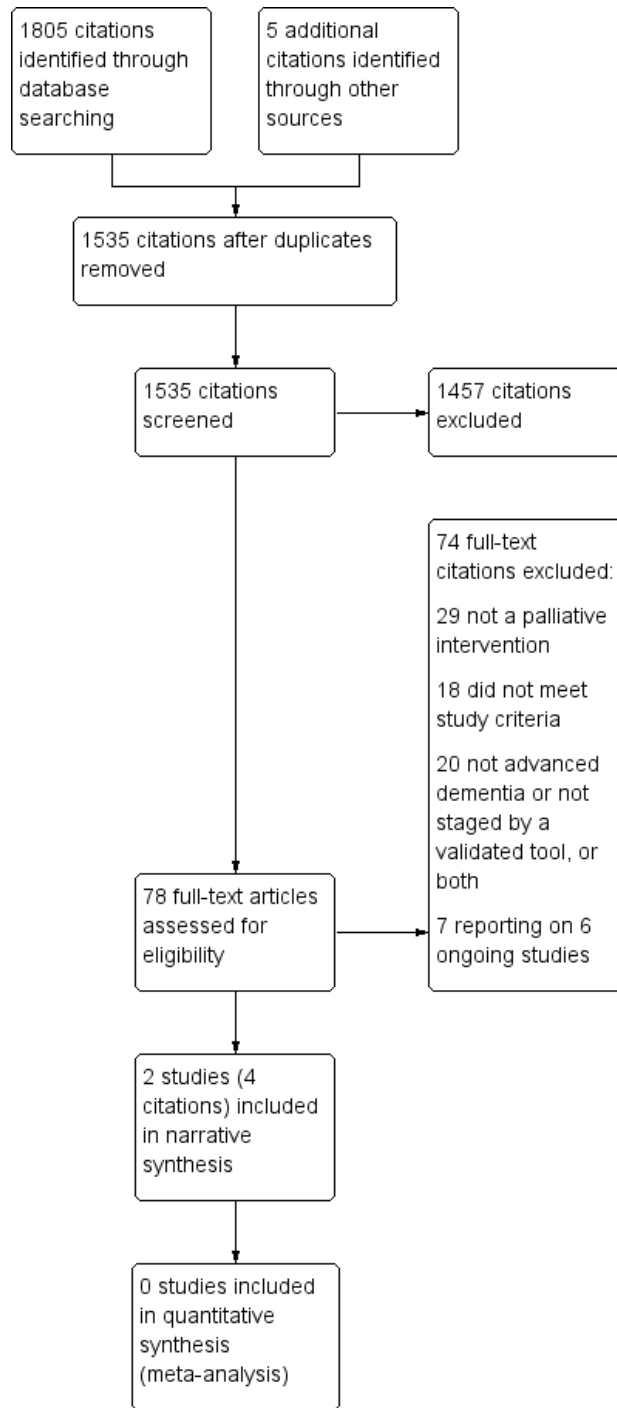 1805 citations
identified through
database
searching
5 additional
citations identified
through other
sources
1535 citations after duplicates
removed
1535 citations
screened
1457 citations
excluded
74 full-text
citations excluded:
29 not a palliative
intervention
18 did not meet
study criteria
20 not advanced
dementia or not
staged by a
validated tool, or
both
7 reporting on 6
ongoing studies
78 full-text articles
assessed for
eligibility
2 studies (4
citations) included
in narrative
synthesis
0 studies included
in quantitative
synthesis
(meta-analysis)